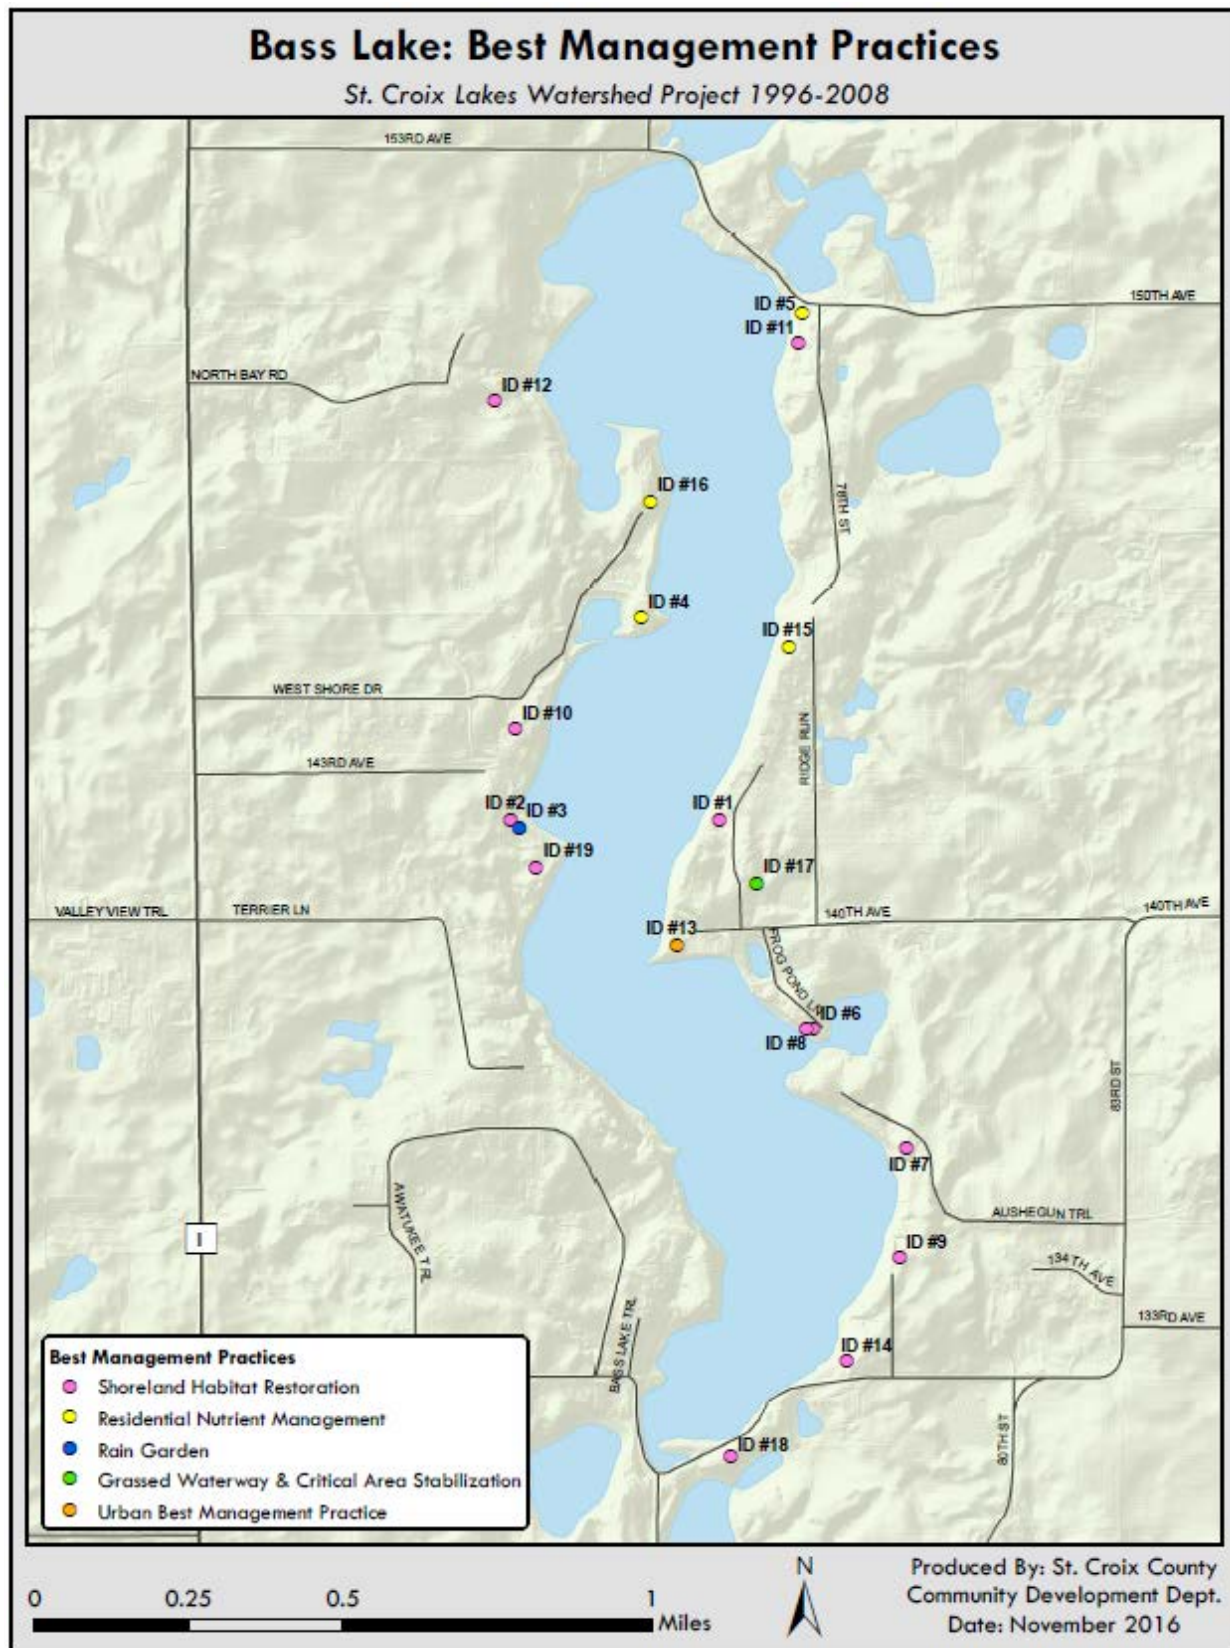 Bass Lake: Best Management Practices
St. Croix Lakes Watershed Project 1996-2008
153RD AVE
150TH AVE
ID #5
ID #11
NORTH BAY RD
ID #12
ID #16
78TH ST
ID #4
ID #15
WEST SHORE DR
ID #10
RIDGE RUN
143RD AVE
ID #2
ID #3
ID #1
ID #19
ID #17
VALLEY VIEW TRL
TERRIER LN
140TH AVE
140TH AVE
ID #13
FROG POND LN
ID #6
ID #8
83RD ST
ID #7
AWATUKEE TRL
AUSHEGUN TRL
I
ID #9
134TH AVE
133RD AVE
BASS LAKE TRL
ID #14
80TH ST
ID #18
Best Management Practices
Shoreland Habitat Restoration
Residential Nutrient Management
Rain Garden
Grassed Waterway & Critical Area Stabilization
Urban Best Management Practice
0 0.25 0.5 1
Miles
N
Produced By: St. Croix County
Community Development Dept.
Date: November 2016